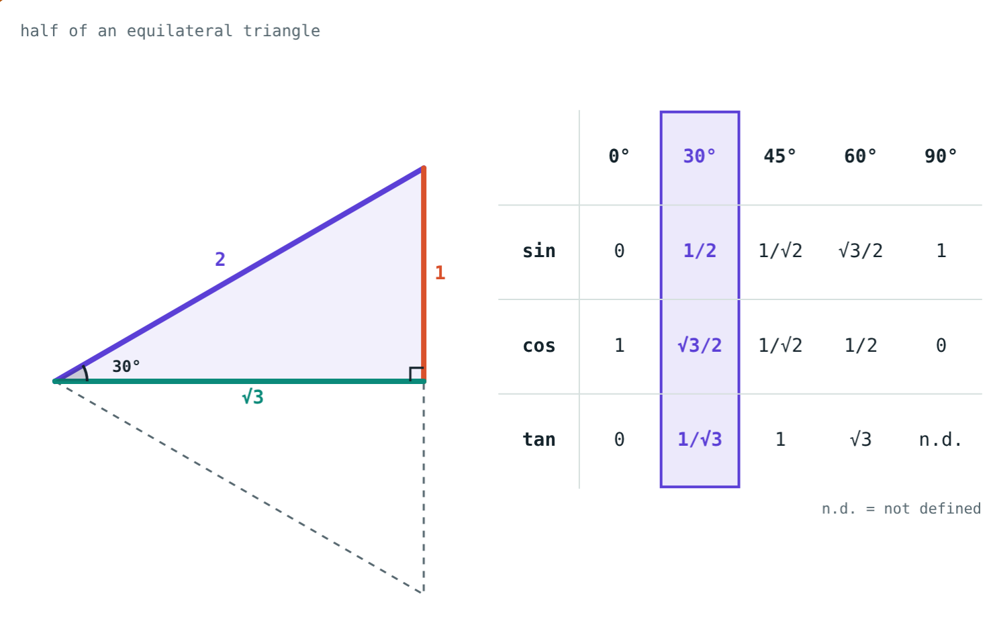 half of an equilateral triangle
2
1
30°
√3
0° 30° 45° 60° 90°
sin 0 1/2 1/√2 √3/2 1
cos 1 √3/2 1/√2 1/2 0
tan 0 1/√3 1 √3 n.d.
n.d. = not defined